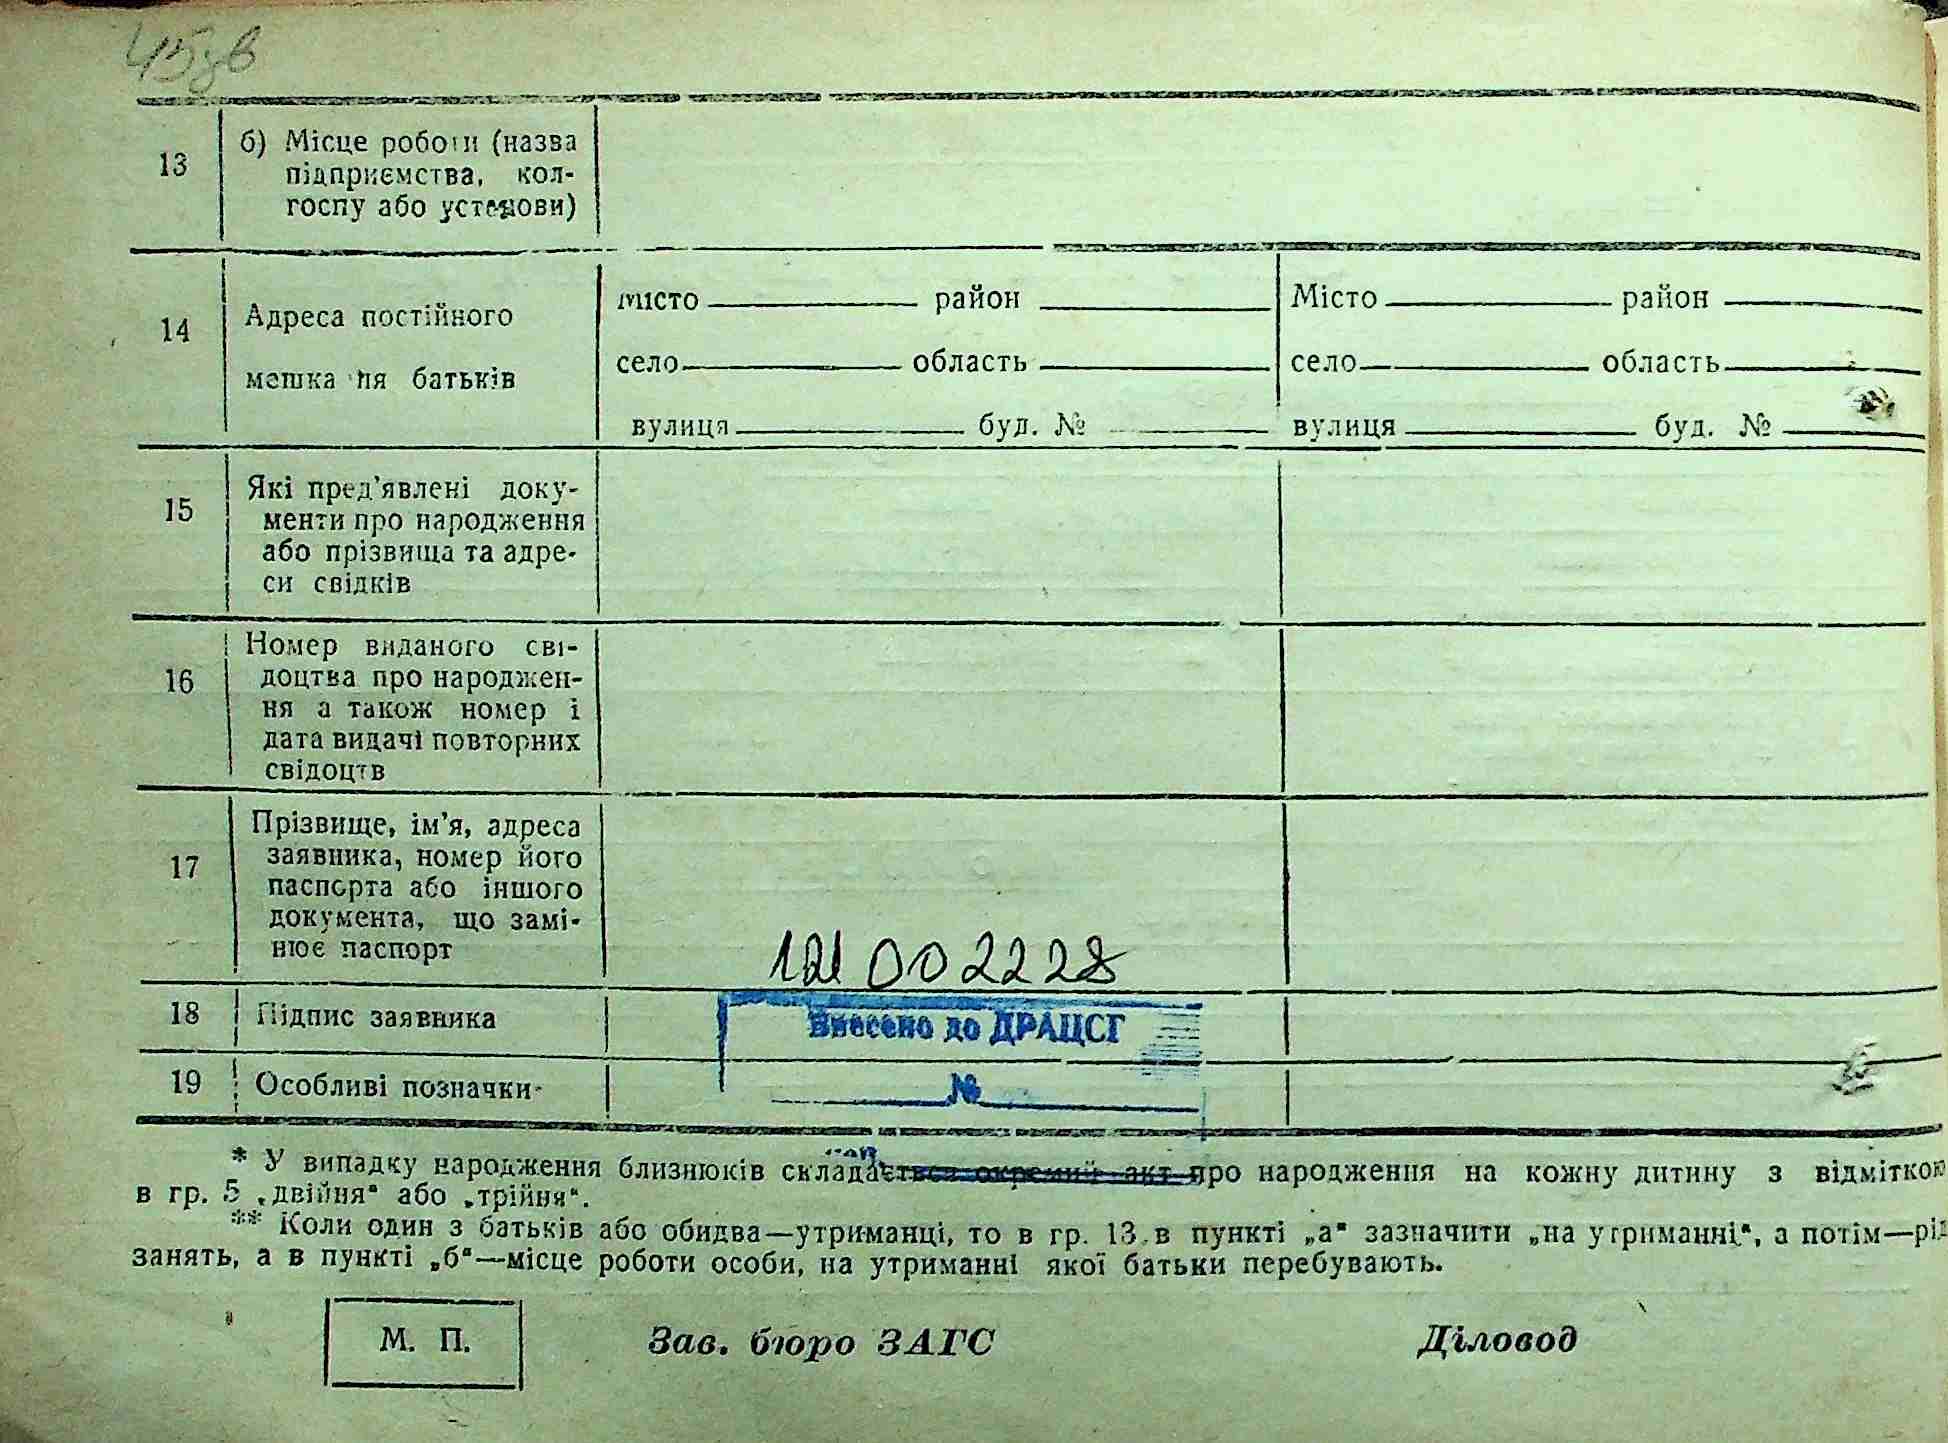 45зв
13
б) Місце роботи (назва
підприємства, кол-
госпу або установи)
14
Адреса постійного
мешкання батьків
місто район
село область
вулиця буд. №
Місто район
село область
вулиця буд. №
15
Які пред'явлені доку-
менти про народження
або прізвища та адре-
си свідків
16
Номер виданого сві-
доцтва про народжен-
ня а також номер і
дата видачі повторних
свідоцтв
17
Прізвище, ім'я, адреса
заявника, номер його
паспорта або іншого
документа, що замі-
нює паспорт
121 002228
18
Підпис заявника
Внесено до ДРАЦСГ
19
Особливі позначки
№
* У випадку народження близнюків складається окремий акт про народження на кожну дитину з відміткою
в гр. 5 „двійня" або „трійня".
** Коли один з батьків або обидва—утриманці, то в гр. 13 в пункті „а" зазначити „на утриманні", а потім—рід
занять, а в пункті „б"—місце роботи особи, на утриманні якої батьки перебувають.
М. П.
Зав. бюро ЗАГС
Діловод